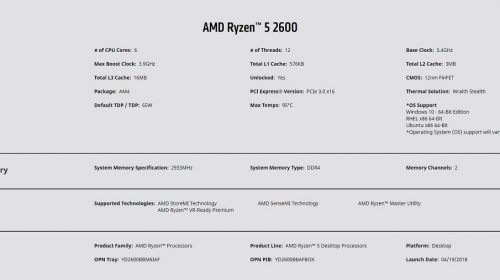 AMD Ryzen™ 5 2600
# of CPU Cores: 6 # of Threads: 12 Base Clock: 3.4GHz
Max Boost Clock: 3.9GHz Total L1 Cache: 576KB Total L2 Cache: 3MB
Total L3 Cache: 16MB Unlocked: Yes CMOS: 12nm FinFET
Package: AM4 PCI Express® Version: PCIe 3.0 x16 Thermal Solution: Wraith Stealth
Default TDP / TDP: 65W Max Temps: 95°C *OS Support
Windows 10 - 64-Bit Edition
RHEL x86 64-Bit
Ubuntu x86 64-Bit
*Operating System (OS) support will var
ry System Memory Specification: 2933MHz System Memory Type: DDR4 Memory Channels: 2
Supported Technologies: AMD StoreMI Technology AMD SenseMI Technology AMD Ryzen™ Master Utility
AMD Ryzen™ VR-Ready Premium
Product Family: AMD Ryzen™ Processors Product Line: AMD Ryzen™ 5 Desktop Processors Platform: Desktop
OPN Tray: YD2600BBM6IAF OPN PIB: YD2600BBAFBOX Launch Date: 04/19/2018